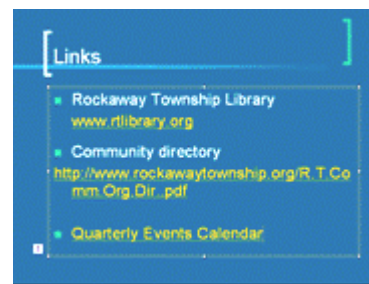 Links
Rockaway Township Library
www.rtlibrary.org
Community directory
http://www.rockawaytownship.org/R.T.Co
mm.Org.Dir..pdf
Quarterly Events Calendar